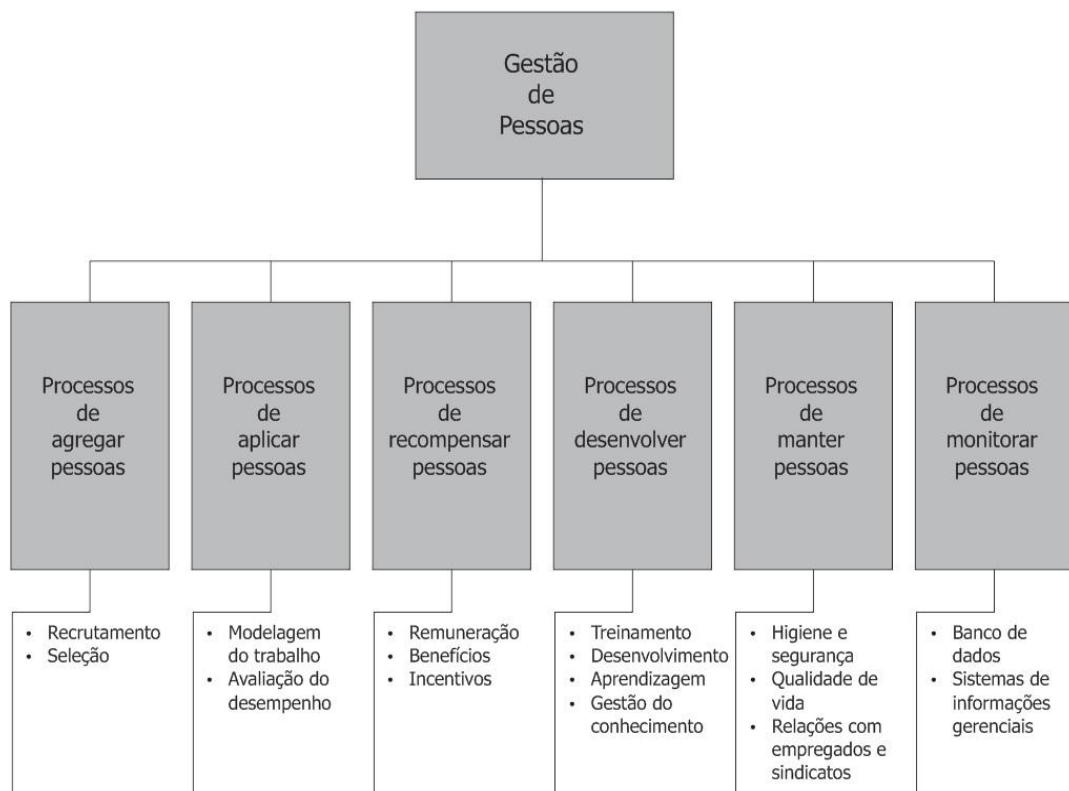 Gestão
de
Pessoas
Processos
de
agregar
pessoas
Processos
de
aplicar
pessoas
Processos
de
recompensar
pessoas
Processos
de
desenvolver
pessoas
Processos
de
manter
pessoas
Processos
de
monitorar
pessoas
• Recrutamento
• Seleção
• Modelagem
do trabalho
• Avaliação do
desempenho
• Remuneração
• Benefícios
• Incentivos
• Treinamento
• Desenvolvimento
• Aprendizagem
• Gestão do
conhecimento
• Higiene e
segurança
• Qualidade de
vida
• Relações com
empregados e
sindicatos
• Banco de
dados
• Sistemas de
informações
gerenciais